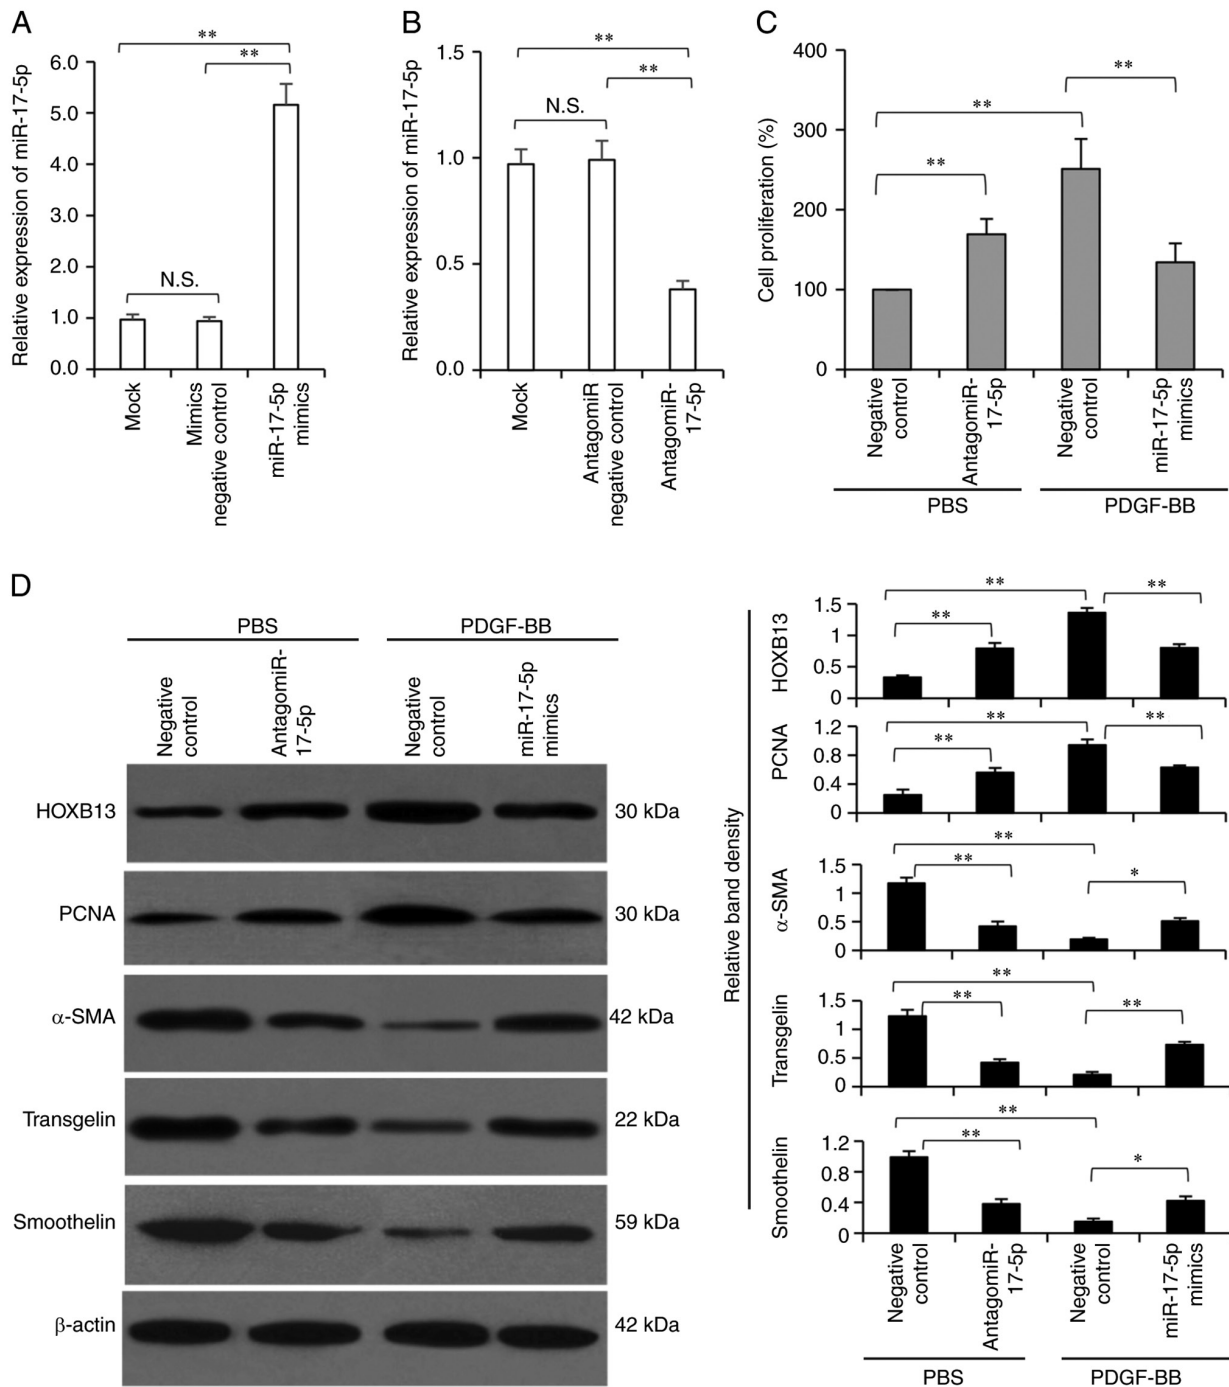 A
Relative expression of miR-17-5p
6.0
5.0
4.0
3.0
2.0
1.0
0.0
**
**
N.S.
Mock
Mimics
negative control
miR-17-5p
mimics
B
Relative expression of miR-17-5p
1.5
1.0
0.5
0.0
**
**
N.S.
Mock
AntagomiR
negative control
AntagomiR-
17-5p
C
Cell proliferation (%)
400
300
200
100
0
**
**
**
Negative
control
AntagomiR-
17-5p
Negative
control
miR-17-5p
mimics
PBS
PDGF-BB
D
PBS
PDGF-BB
Negative
control
AntagomiR-
17-5p
Negative
control
miR-17-5p
mimics
HOXB13
30 kDa
PCNA
30 kDa
α-SMA
42 kDa
Transgelin
22 kDa
Smoothelin
59 kDa
β-actin
42 kDa
Relative band density
HOXB13
1.5
1
0.5
0
**
**
**
PCNA
1.2
0.8
0.4
0
**
**
**
α-SMA
1.5
1
0.5
0
**
**
*
Transgelin
1.5
1
0.5
0
**
**
**
Smoothelin
1.2
0.8
0.4
0
**
**
*
Negative
control
AntagomiR-
17-5p
Negative
control
miR-17-5p
mimics
PBS
PDGF-BB